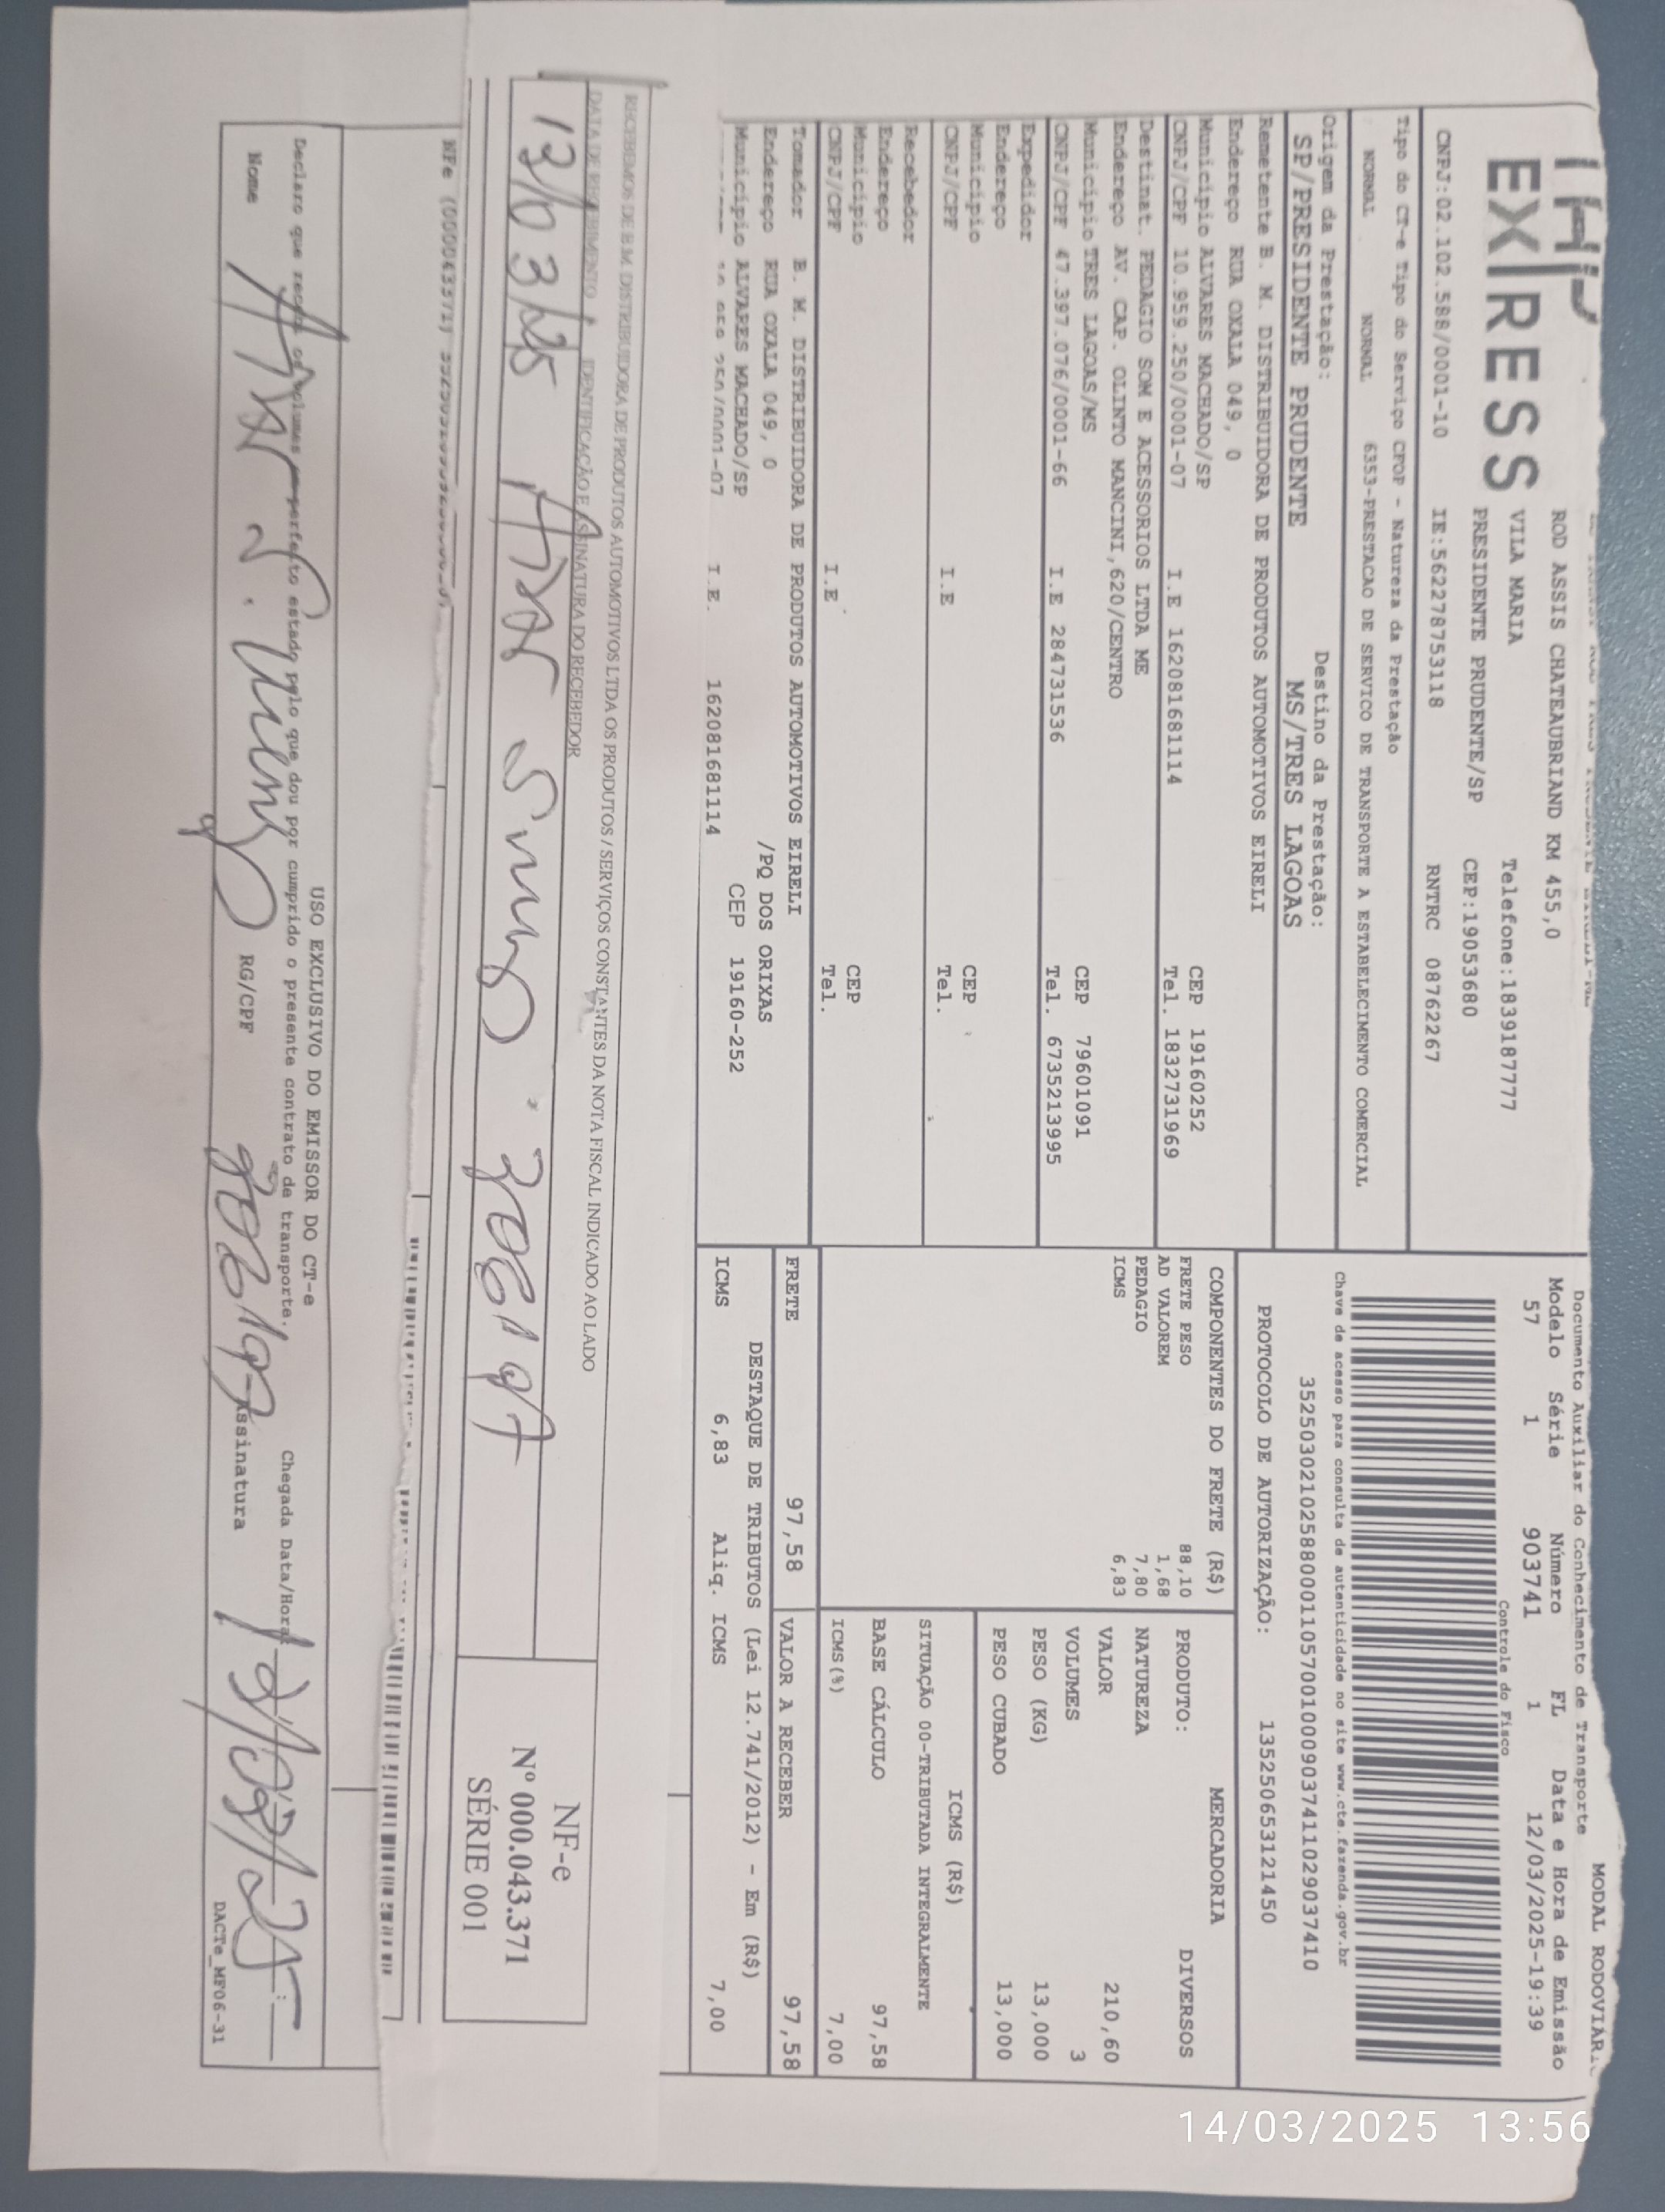 EXPRESS
ROD ASSIS CHATEAUBRIAND KM 455,0
VILA MARIA Telefone:1839187777
PRESIDENTE PRUDENTE/SP CEP:19053680
CNPJ:02.102.588/0001-10 IE:562278753118 RNTRC 08762267
Tipo do CT-e Tipo do Serviço CFOP - Natureza da Prestação
NORMAL NORMAL 6353-PRESTACAO DE SERVICO DE TRANSPORTE A ESTABELECIMENTO COMERCIAL
Origem da Prestação: Destino da Prestação:
SP/PRESIDENTE PRUDENTE MS/TRES LAGOAS
Remetente B. M. DISTRIBUIDORA DE PRODUTOS AUTOMOTIVOS EIRELI
Endereço RUA OXALA 049, 0
Município ALVARES MACHADO/SP CEP 19160252
CNPJ/CPF 10.959.250/0001-07 I.E 162081681114 Tel. 1832731969
Destinat. PEDAGIO SOM E ACESSORIOS LTDA ME
Endereço AV. CAP. OLINTO MANCINI,620/CENTRO
Município TRES LAGOAS/MS CEP 79601091
CNPJ/CPF 47.397.076/0001-66 I.E 284731536 Tel. 6735213995
Expedidor
Endereço
Município CEP
CNPJ/CPF I.E Tel.
Recebedor
Endereço
Município CEP
CNPJ/CPF I.E Tel.
Tomador B. M. DISTRIBUIDORA DE PRODUTOS AUTOMOTIVOS EIRELI
Endereço RUA OXALA 049, 0 /PQ DOS ORIXAS
Município ALVARES MACHADO/SP CEP 19160-252
I.E. 162081681114
MODAL
Documento Auxiliar do Conhecimento de Transporte
Modelo Série Número FL Data e Hora de Emissão
57 1 903741 1 12/03/2025-19:39
Controle do Fisco
Chave de acesso para consulta de autenticidade no site www.cte.fazenda.gov.br
35250302102588000110570010009037411029037410
PROTOCOLO DE AUTORIZAÇÃO: 135250653121450
COMPONENTES DO FRETE (R$)
FRETE PESO 88,10
AD VALOREM 1,68
PEDAGIO 7,80
ICMS 6,83
MERCADORIA
PRODUTO: DIVERSOS
NATUREZA
VALOR 210,60
VOLUMES 3
PESO (KG) 13,000
PESO CUBADO 13,000
ICMS (R$)
SITUAÇÃO 00-TRIBUTADA INTEGRALMENTE
BASE CÁLCULO 97,58
ICMS(%) 7,00
FRETE 97,58 VALOR A RECEBER 97,58
DESTAQUE DE TRIBUTOS (Lei 12.741/2012) - Em (R$)
ICMS 6,83 Aliq. ICMS 7,00
RECEBEMOS DE B.M. DISTRIBUIDORA DE PRODUTOS AUTOMOTIVOS LTDA OS PRODUTOS / SERVIÇOS CONSTANTES DA NOTA FISCAL INDICADO AO LADO
DATA DE RECEBIMENTO IDENTIFICAÇÃO E ASSINATURA DO RECEBEDOR
13/03/25
NF-e
Nº 000.043.371
SÉRIE 001
USO EXCLUSIVO DO EMISSOR DO CT-e
Declaro que recebi os volumes em perfeito estado pelo que dou por cumprido o presente contrato de transporte. Chegada Data/Hora:
Nome RG/CPF Assinatura
DACTe_MF06-31
14/03/2025 13:56